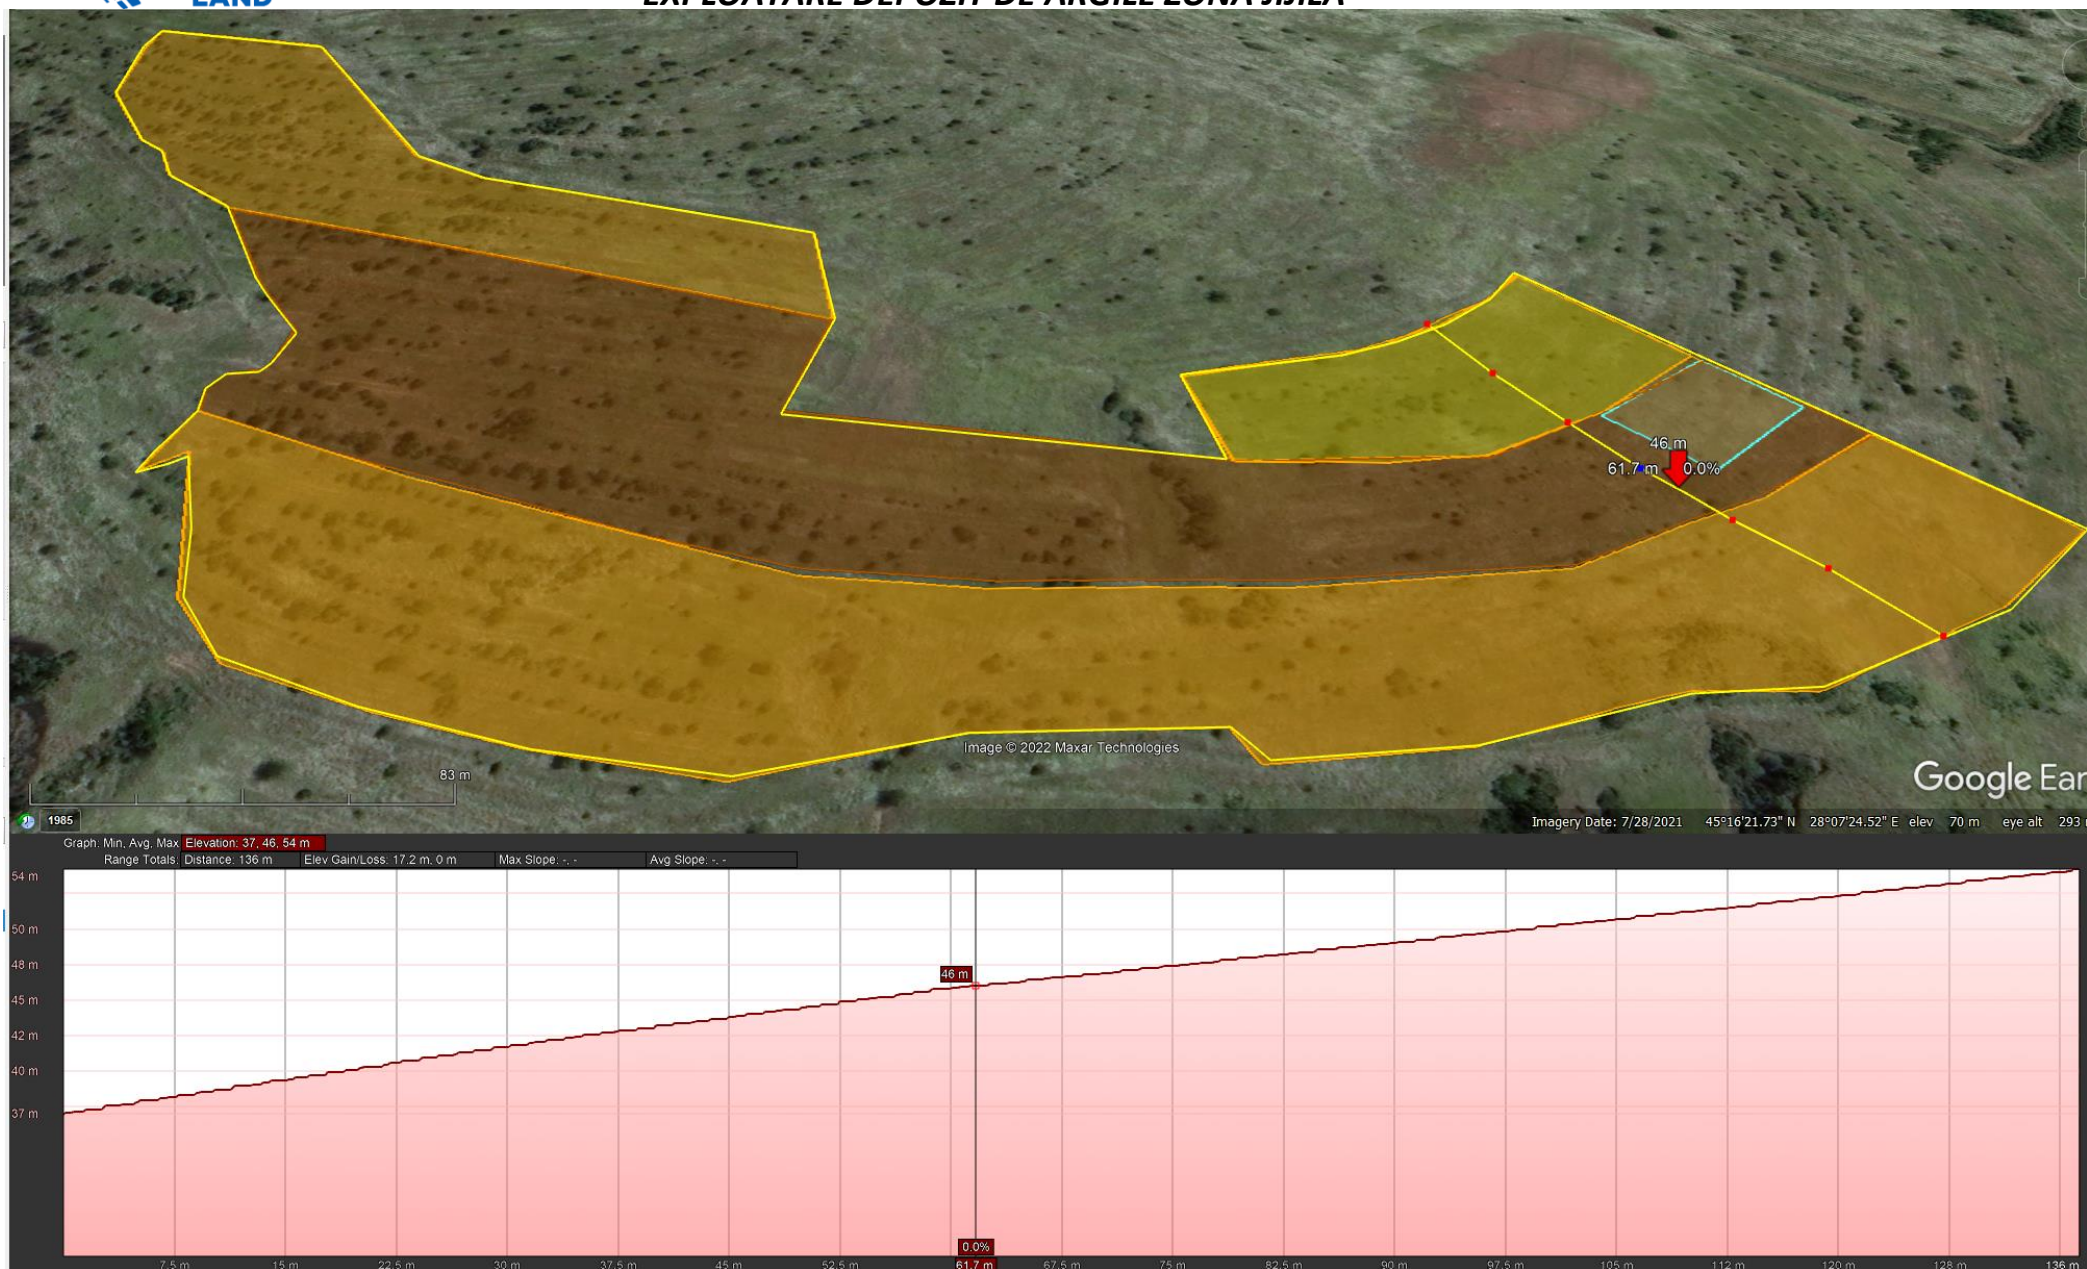 LAND
EXPLOATARE DEPOZIT DE ARGILE ZONA JIJILA
46 m
61.7 m 0.0%
Image © 2022 Maxar Technologies
83 m
Google Ear
1985
Imagery Date: 7/28/2021 45°16'21.73" N 28°07'24.52" E elev 70 m eye alt 293
Graph: Min, Avg, Max Elevation: 37, 46, 54 m
Range Totals: Distance: 136 m Elev Gain/Loss: 17.2 m, 0 m Max Slope: -, - Avg Slope: -, -
54 m
50 m
48 m
46 m
45 m
42 m
40 m
37 m
0.0%
7.5 m 15 m 22.5 m 30 m 37.5 m 45 m 52.5 m 61.7 m 67.5 m 75 m 82.5 m 90 m 97.5 m 105 m 112 m 120 m 128 m 136 m